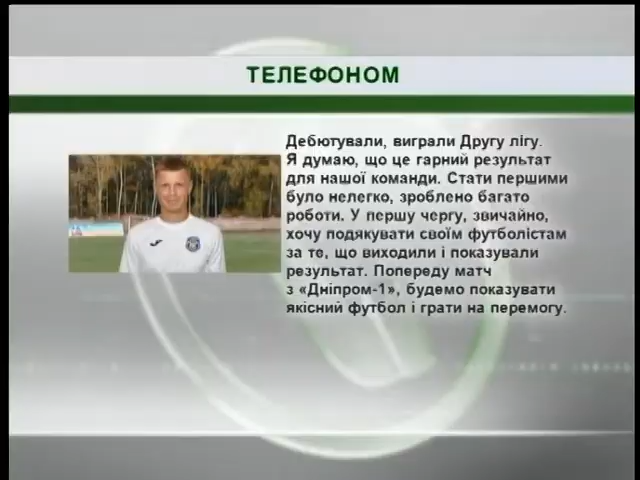 ТЕЛЕФОНОМ
Дебютували, виграли Другу лігу.
Я думаю, що це гарний результат
для нашої команди. Стати першими
було нелегко, зроблено багато
роботи. У першу чергу, звичайно,
хочу подякувати своїм футболістам
за те, що виходили і показували
результат. Попереду матч
з «Дніпром-1», будемо показувати
якісний футбол і грати на перемогу.